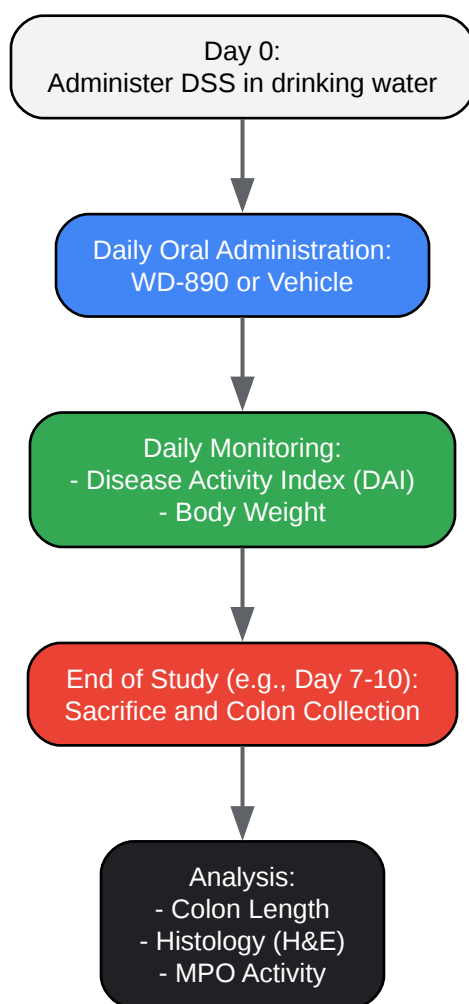 Day 0:
Administer DSS in drinking water
Daily Oral Administration:
WD-890 or Vehicle
Daily Monitoring:
- Disease Activity Index (DAI)
- Body Weight
End of Study (e.g., Day 7-10):
Sacrifice and Colon Collection
Analysis:
- Colon Length
- Histology (H&E)
- MPO Activity